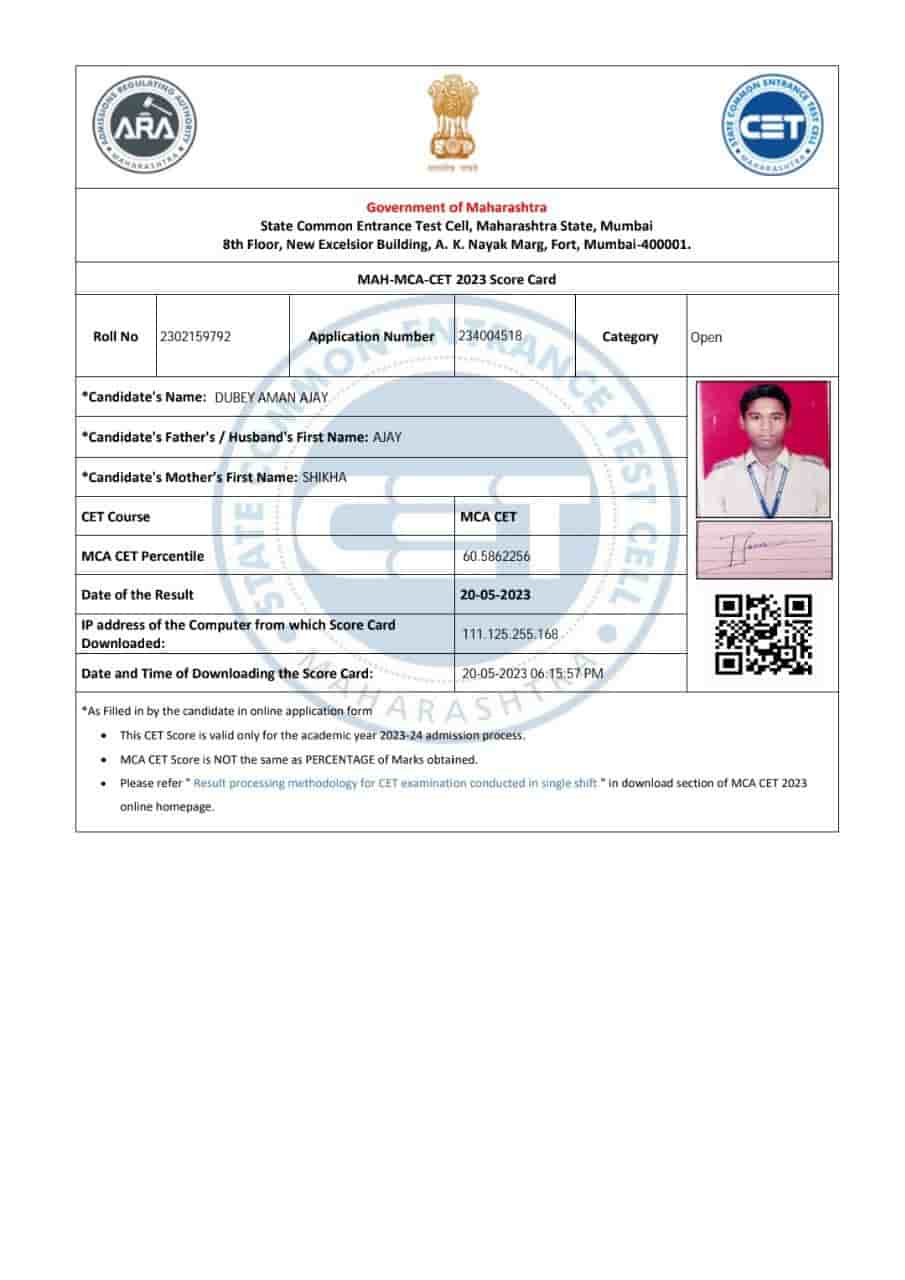 ADMISSIONS REGULATING AUTHORITY
ARA
MAHARASHTRA
STATE COMMON ENTRANCE TEST CELL
CET
MAHARASHTRA
Government of Maharashtra
State Common Entrance Test Cell, Maharashtra State, Mumbai
8th Floor, New Excelsior Building, A. K. Nayak Marg, Fort, Mumbai-400001.
MAH-MCA-CET 2023 Score Card
Roll No 2302159792 Application Number 234004518 Category Open
*Candidate's Name: DUBEY AMAN AJAY
*Candidate's Father's / Husband's First Name: AJAY
*Candidate's Mother's First Name: SHIKHA
CET Course MCA CET
MCA CET Percentile 60.5862256
Date of the Result 20-05-2023
IP address of the Computer from which Score Card
Downloaded: 111.125.255.168
Date and Time of Downloading the Score Card: 20-05-2023 06:15:57 PM
*As Filled in by the candidate in online application form
• This CET Score is valid only for the academic year 2023-24 admission process.
• MCA CET Score is NOT the same as PERCENTAGE of Marks obtained.
• Please refer " Result processing methodology for CET examination conducted in single shift " in download section of MCA CET 2023
online homepage.
STATE COMMON ENTRANCE TEST CELL
CET
MAHARASHTRA